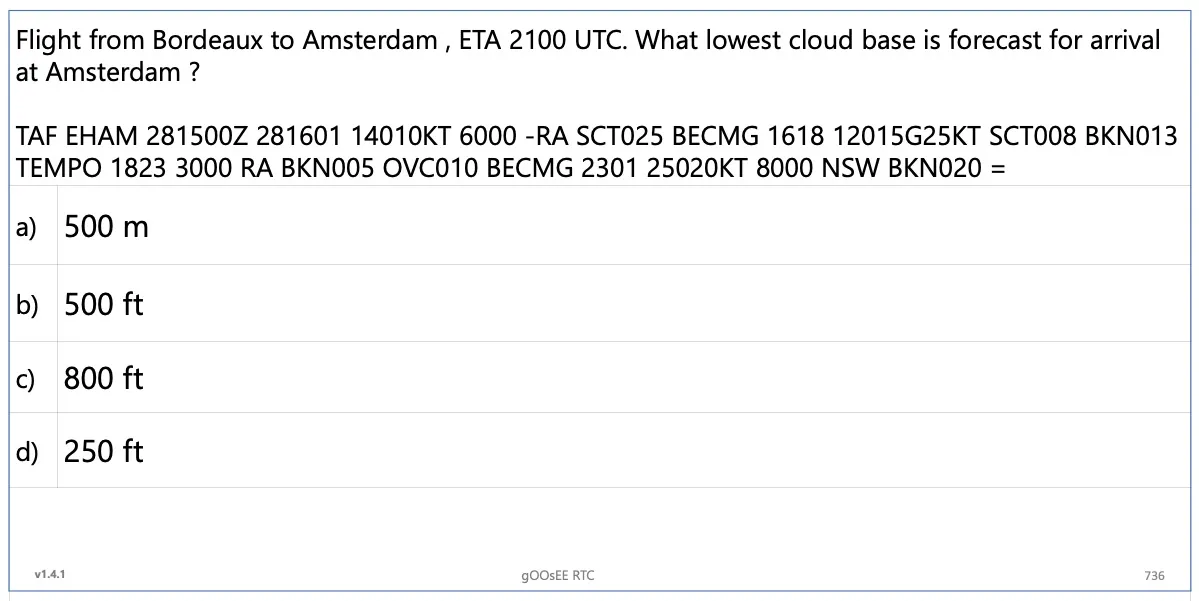 Flight from Bordeaux to Amsterdam , ETA 2100 UTC. What lowest cloud base is forecast for arrival
at Amsterdam ?
TAF EHAM 281500Z 281601 14010KT 6000 -RA SCT025 BECMG 1618 12015G25KT SCT008 BKN013
TEMPO 1823 3000 RA BKN005 OVC010 BECMG 2301 25020KT 8000 NSW BKN020 =
a) 500 m
b) 500 ft
c) 800 ft
d) 250 ft
v1.4.1 gOOsEE RTC 736